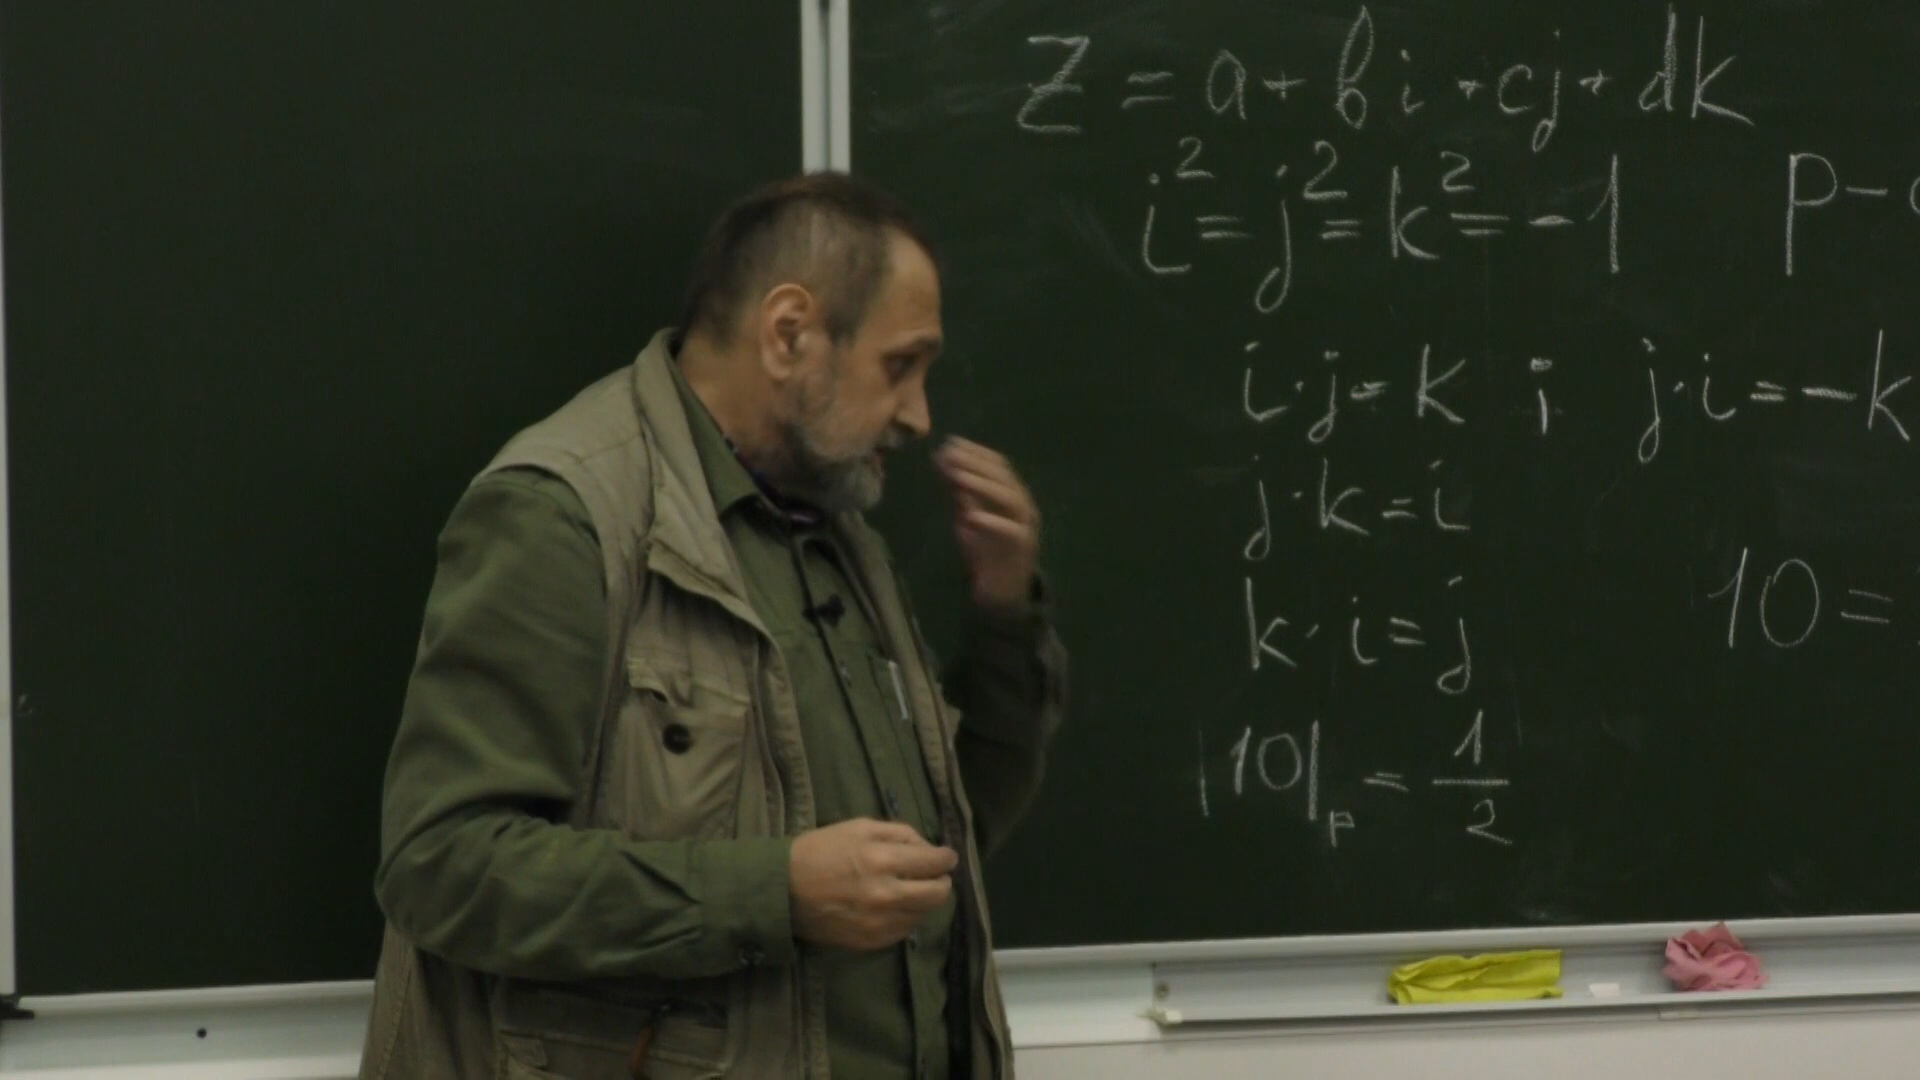 Z = a + bi + cj + dk
i² = j² = k² = -1
P -
i · j = k ; j · i = -k
j · k = i
10 =
k · i = j
|10|ₚ = 1/2